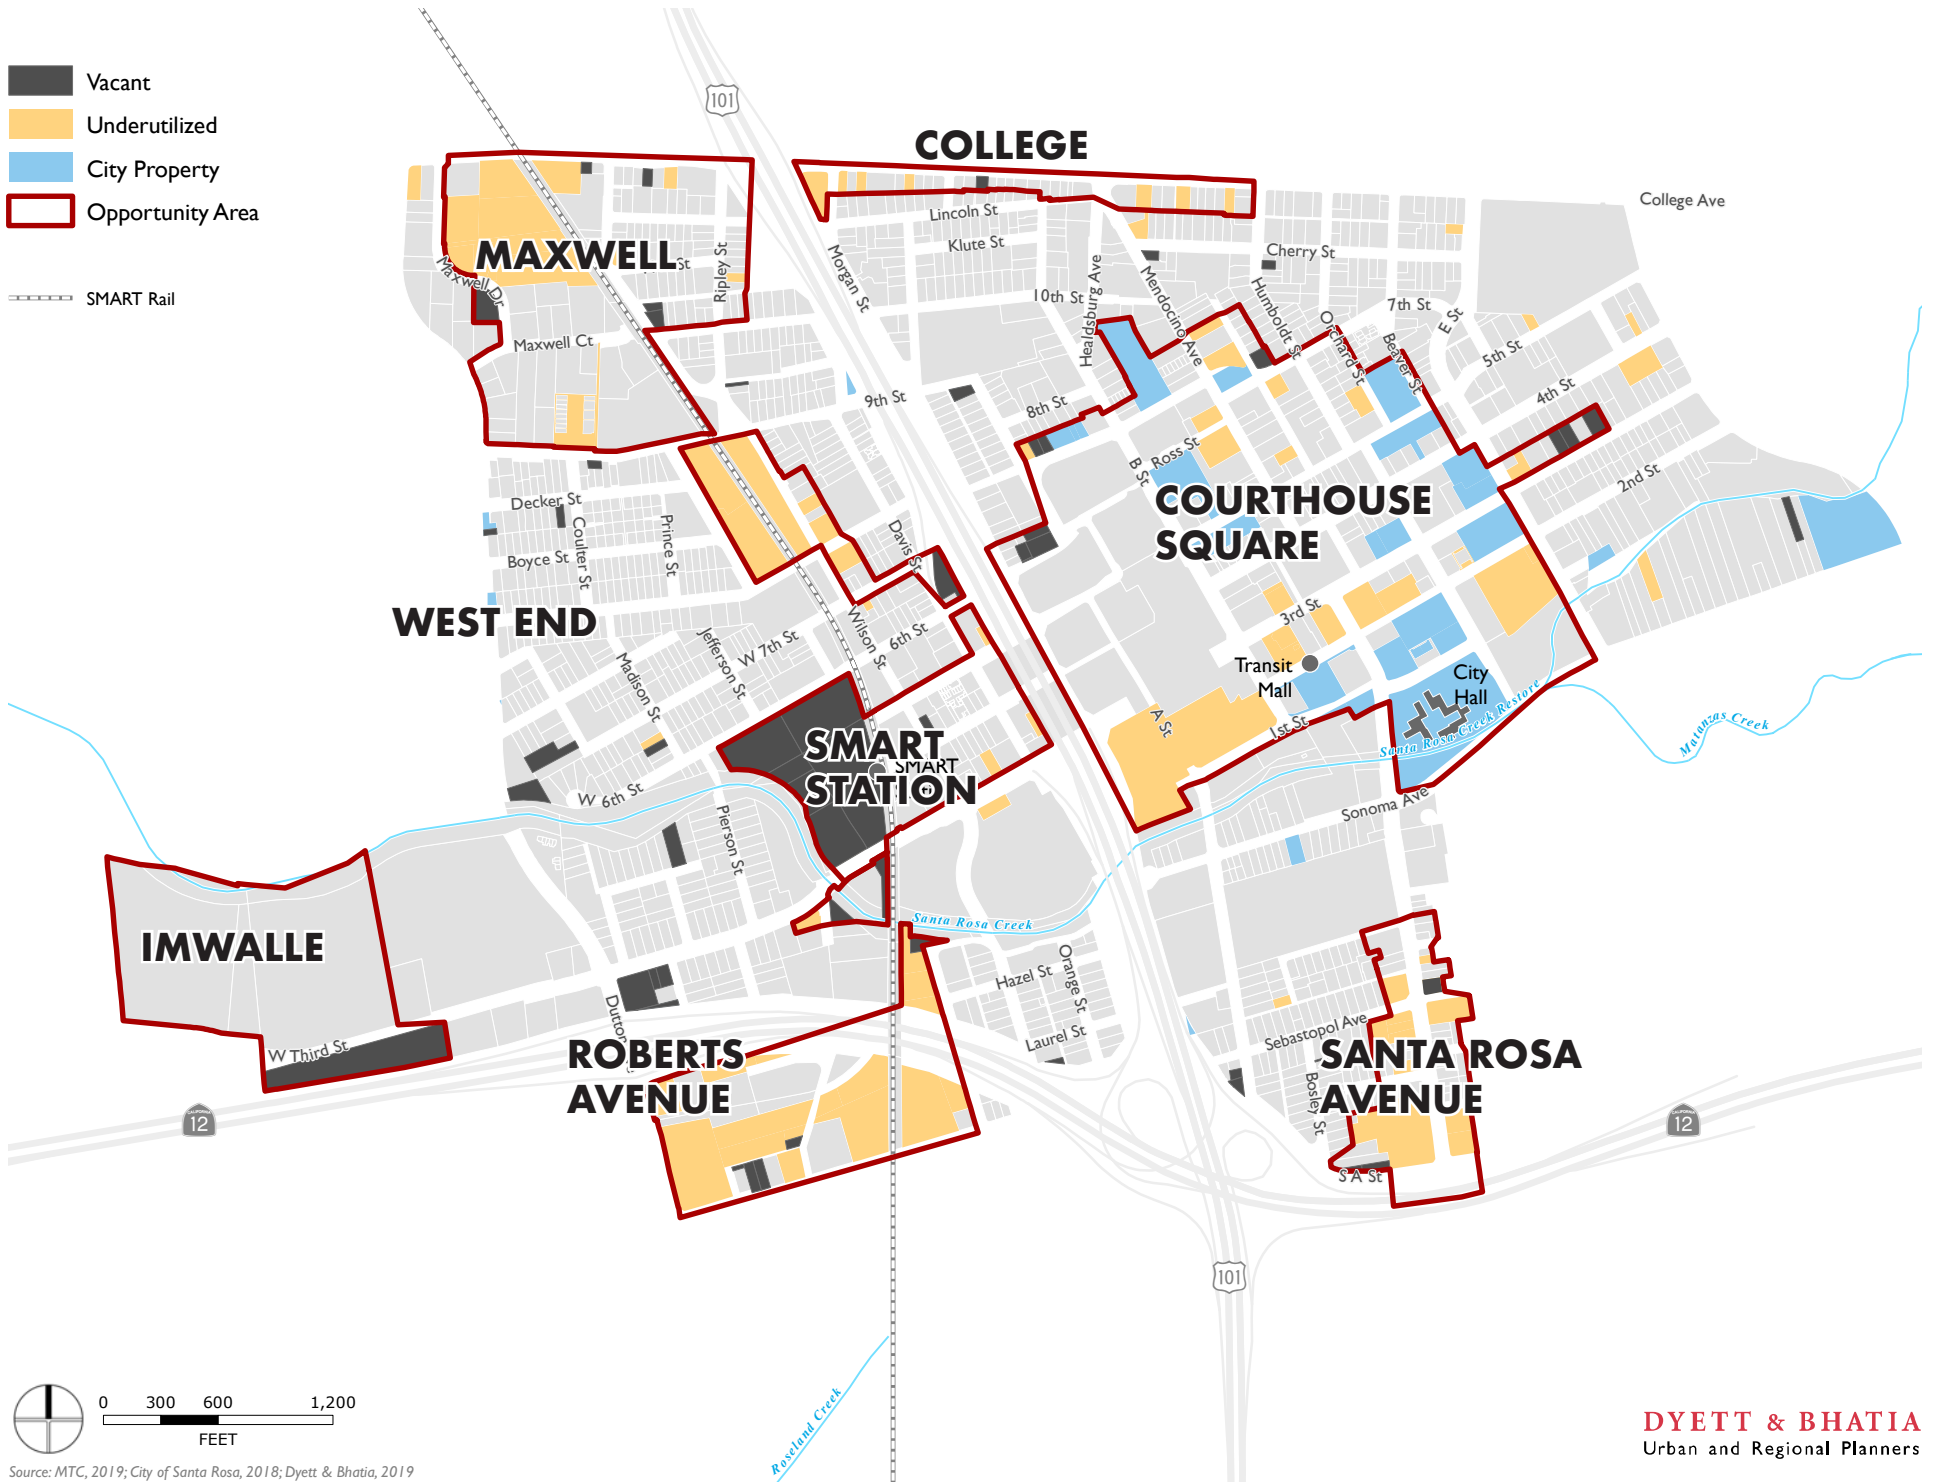 Vacant
Underutilized
City Property
Opportunity Area
SMART Rail
101
COLLEGE
College Ave
Lincoln St
Klute St
Cherry St
MAXWELL
St
Ripley St
Maxwell Dr
Maxwell Ct
Morgan St
10th St
Healdsburg Ave
Mendocino Ave
Humboldt St
Orchard St
7th St
Beaver St
E St
5th St
4th St
2nd St
9th St
8th St
B St
Ross St
COURTHOUSE
SQUARE
Decker St
Coulter St
Prince St
Boyce St
Davis St
WEST END
Wilson St
6th St
3rd St
W 7th St
Jefferson St
Madison St
Transit
Mall
City
Hall
A St
1st St
Santa Rosa Creek Restore
Matanzas Creek
SMART
STATION
SMART
W 6th St
Pierson St
Sonoma Ave
IMWALLE
Santa Rosa Creek
Hazel St
Orange St
Laurel St
W Third St
Dutton
ROBERTS
AVENUE
Sebastopol Ave
SANTA ROSA
AVENUE
Bosley St
S A St
CALIFORNIA
12
CALIFORNIA
12
101
Roseland Creek
0 300 600 1,200
FEET
Source: MTC, 2019; City of Santa Rosa, 2018; Dyett & Bhatia, 2019
DYETT & BHATIA
Urban and Regional Planners